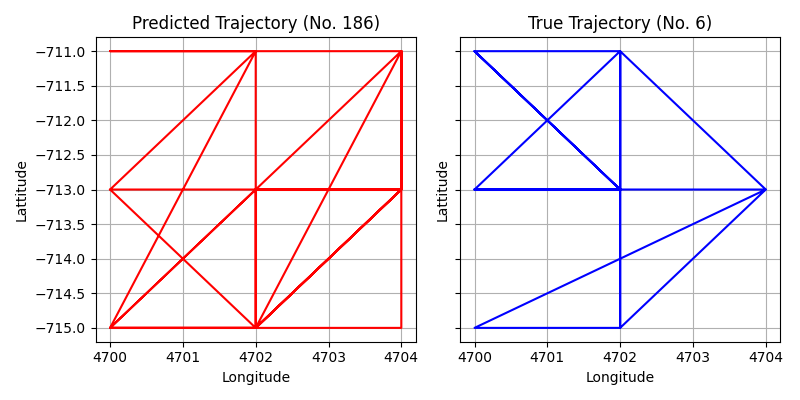 Predicted Trajectory (No. 186)
True Trajectory (No. 6)
−711.0
−711.5
−712.0
−712.5
−713.0
−713.5
−714.0
−714.5
−715.0
Lattitude
Lattitude
4700 4701 4702 4703 4704
4700 4701 4702 4703 4704
Longitude
Longitude